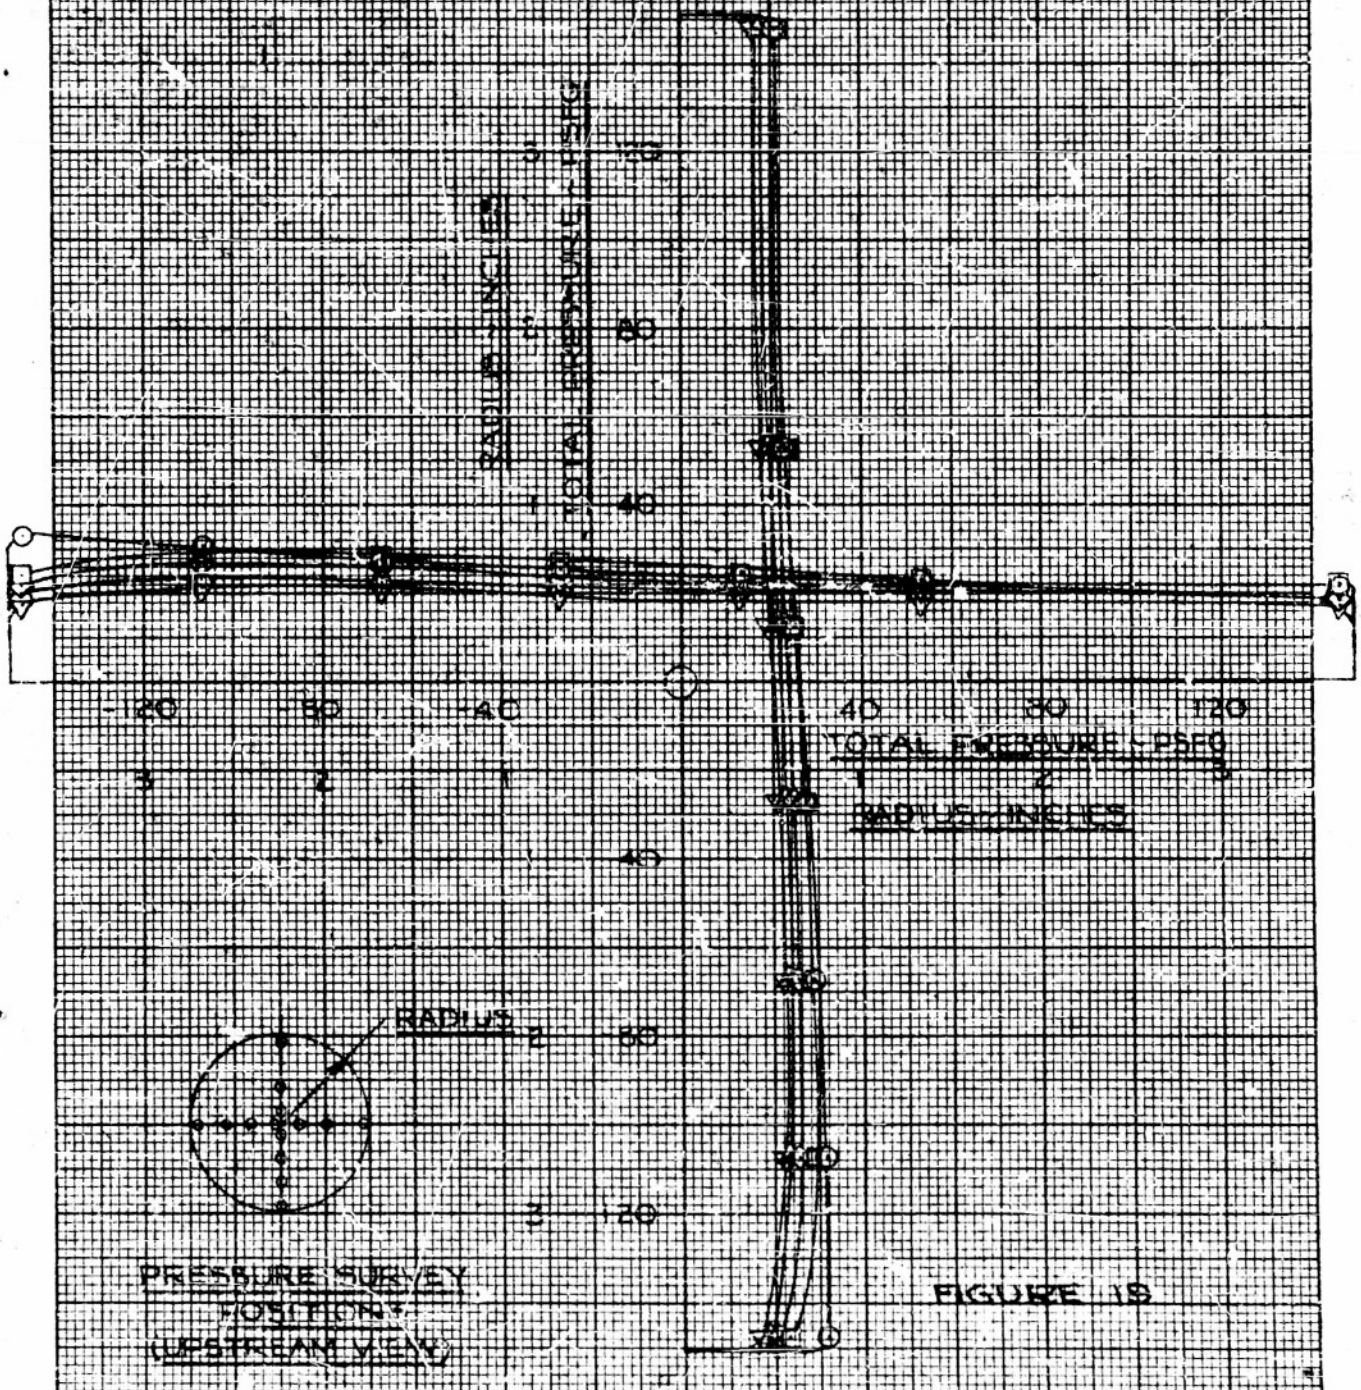 RADIUS ~ INCHES
TOTAL PRESSURE ~ PSFG
3
2 80
1 40
-120 -80 -40 40 80 120
TOTAL PRESSURE ~ PSFG
3 2 1 1 2 3
RADIUS ~ INCHES
40
RADIUS
2 -80
3 120
PRESSURE SURVEY
POSITIONS
(UPSTREAM VIEW)
FIGURE 18